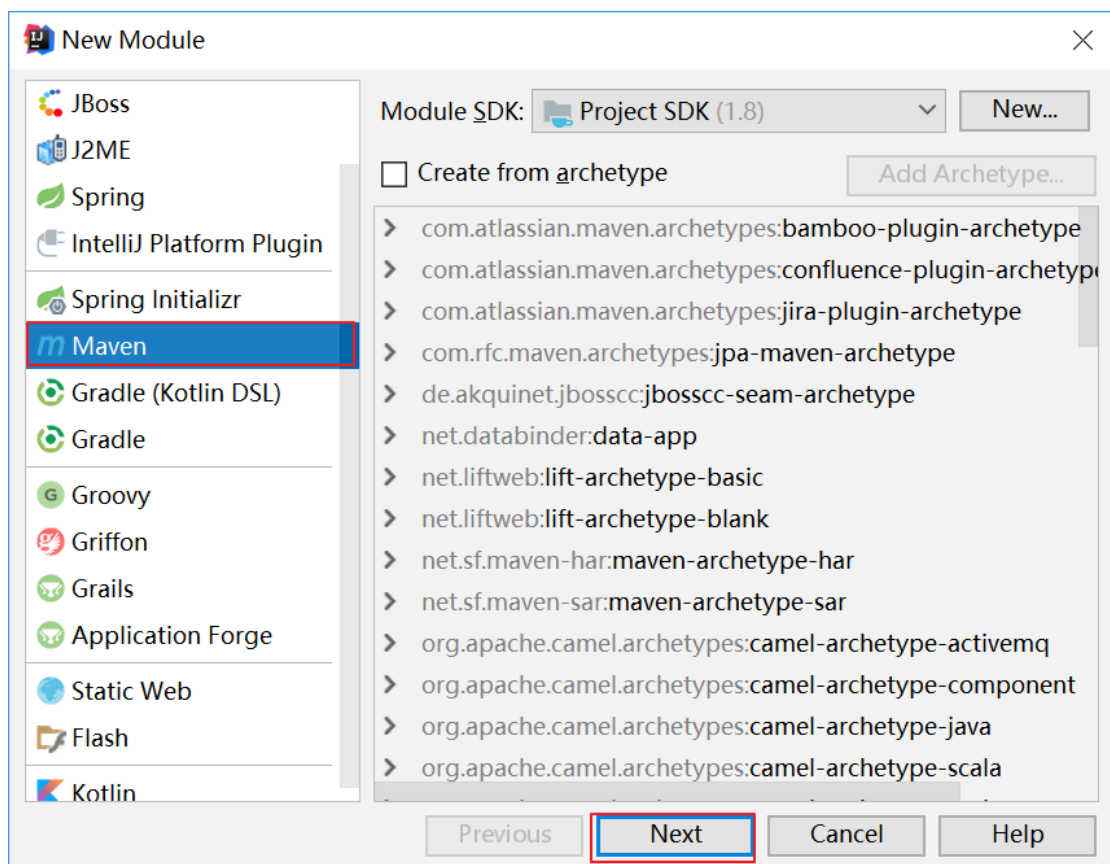 New Module
JBoss
J2ME
Spring
IntelliJ Platform Plugin
Spring Initializr
Maven
Gradle (Kotlin DSL)
Gradle
Groovy
Griffon
Grails
Application Forge
Static Web
Flash
Kotlin
Module SDK: Project SDK (1.8) New...
Create from archetype Add Archetype...
com.atlassian.maven.archetypes:bamboo-plugin-archetype
com.atlassian.maven.archetypes:confluence-plugin-archetype
com.atlassian.maven.archetypes:jira-plugin-archetype
com.rfc.maven.archetypes:jpa-maven-archetype
de.akquinet.jbosscc:jbosscc-seam-archetype
net.databinder:data-app
net.liftweb:lift-archetype-basic
net.liftweb:lift-archetype-blank
net.sf.maven-har:maven-archetype-har
net.sf.maven-sar:maven-archetype-sar
org.apache.camel.archetypes:camel-archetype-activemq
org.apache.camel.archetypes:camel-archetype-component
org.apache.camel.archetypes:camel-archetype-java
org.apache.camel.archetypes:camel-archetype-scala
Previous Next Cancel Help